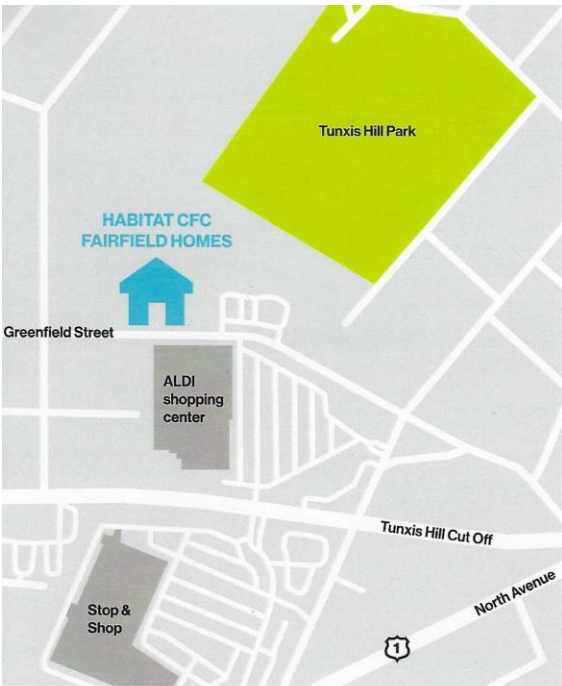 Tunxis Hill Park
HABITAT CFC
FAIRFIELD HOMES
Greenfield Street
ALDI
shopping
center
Tunxis Hill Cut Off
North Avenue
Stop &
Shop
1